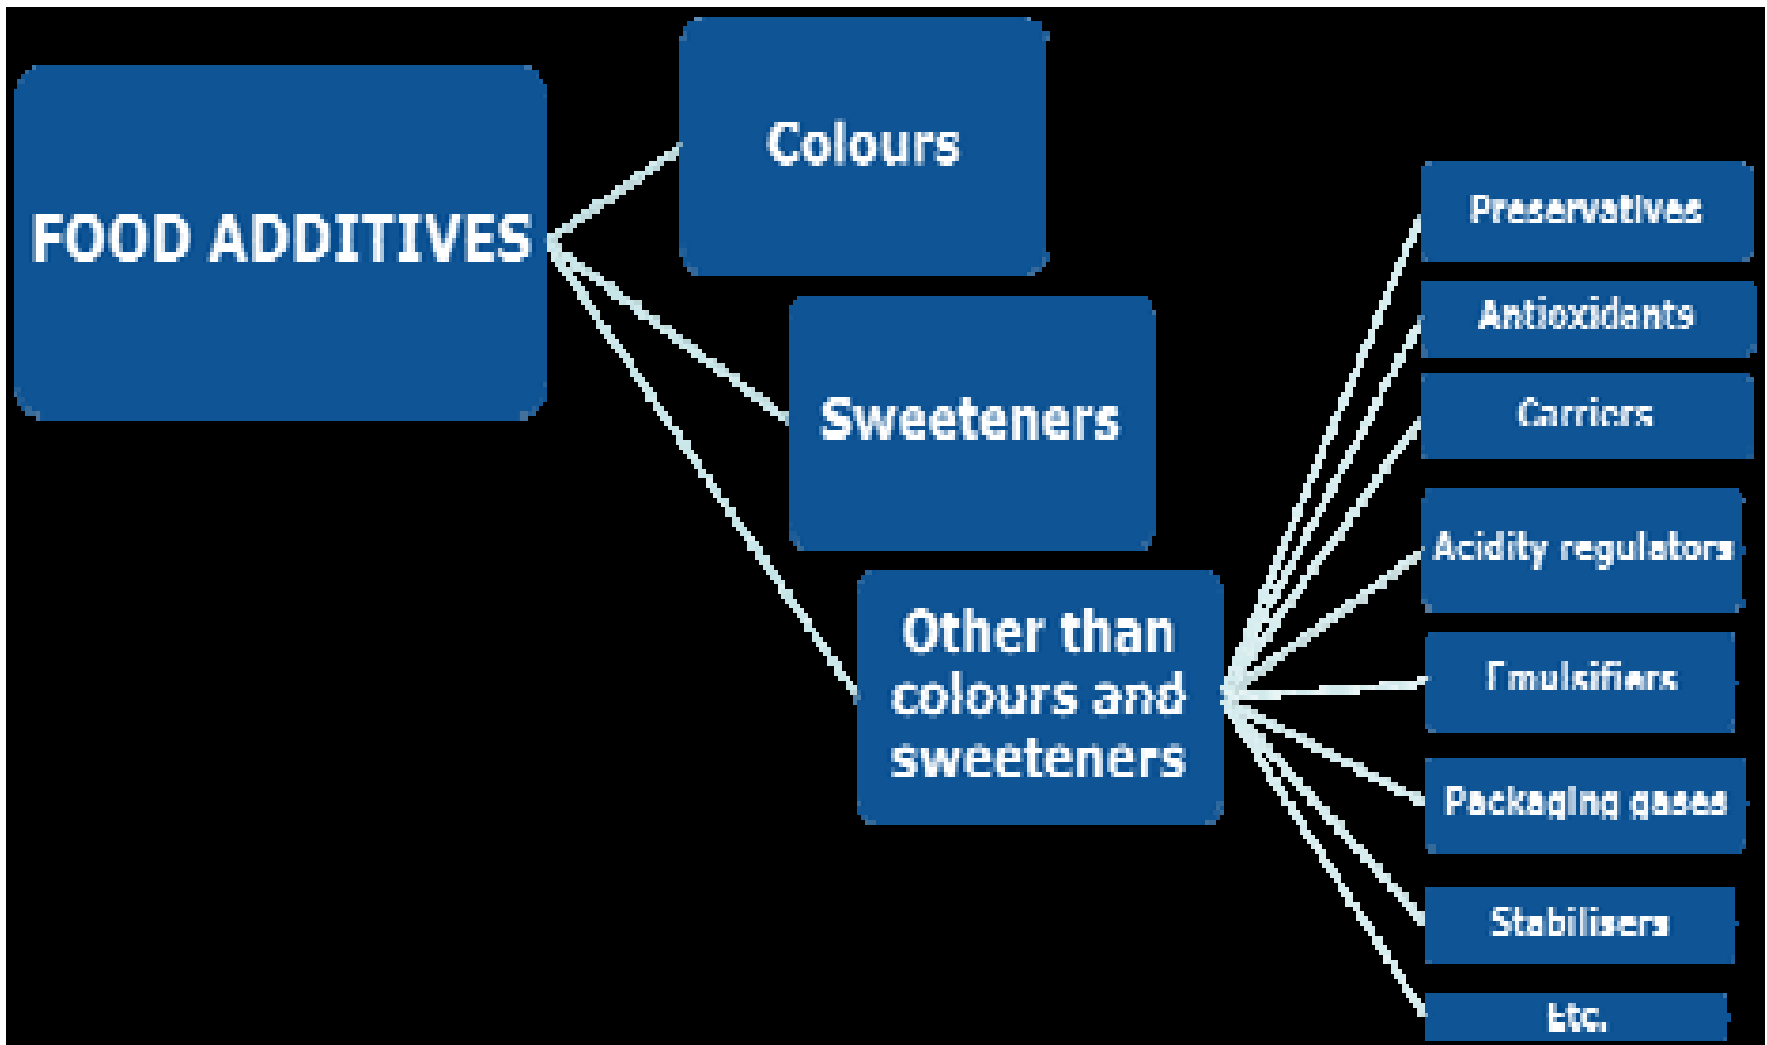 FOOD ADDITIVES
Colours
Sweeteners
Other than
colours and
sweeteners
Preservatives
Antioxidants
Carriers
Acidity regulators
Emulsifiers
Packaging gases
Stabilisers
Etc.